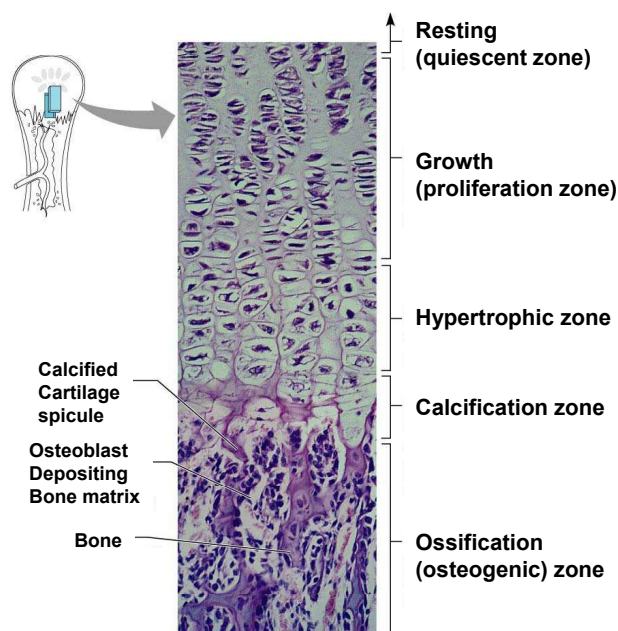 Resting
(quiescent zone)
Growth
(proliferation zone)
Hypertrophic zone
Calcified
Cartilage
spicule
Calcification zone
Osteoblast
Depositing
Bone matrix
Bone
Ossification
(osteogenic) zone